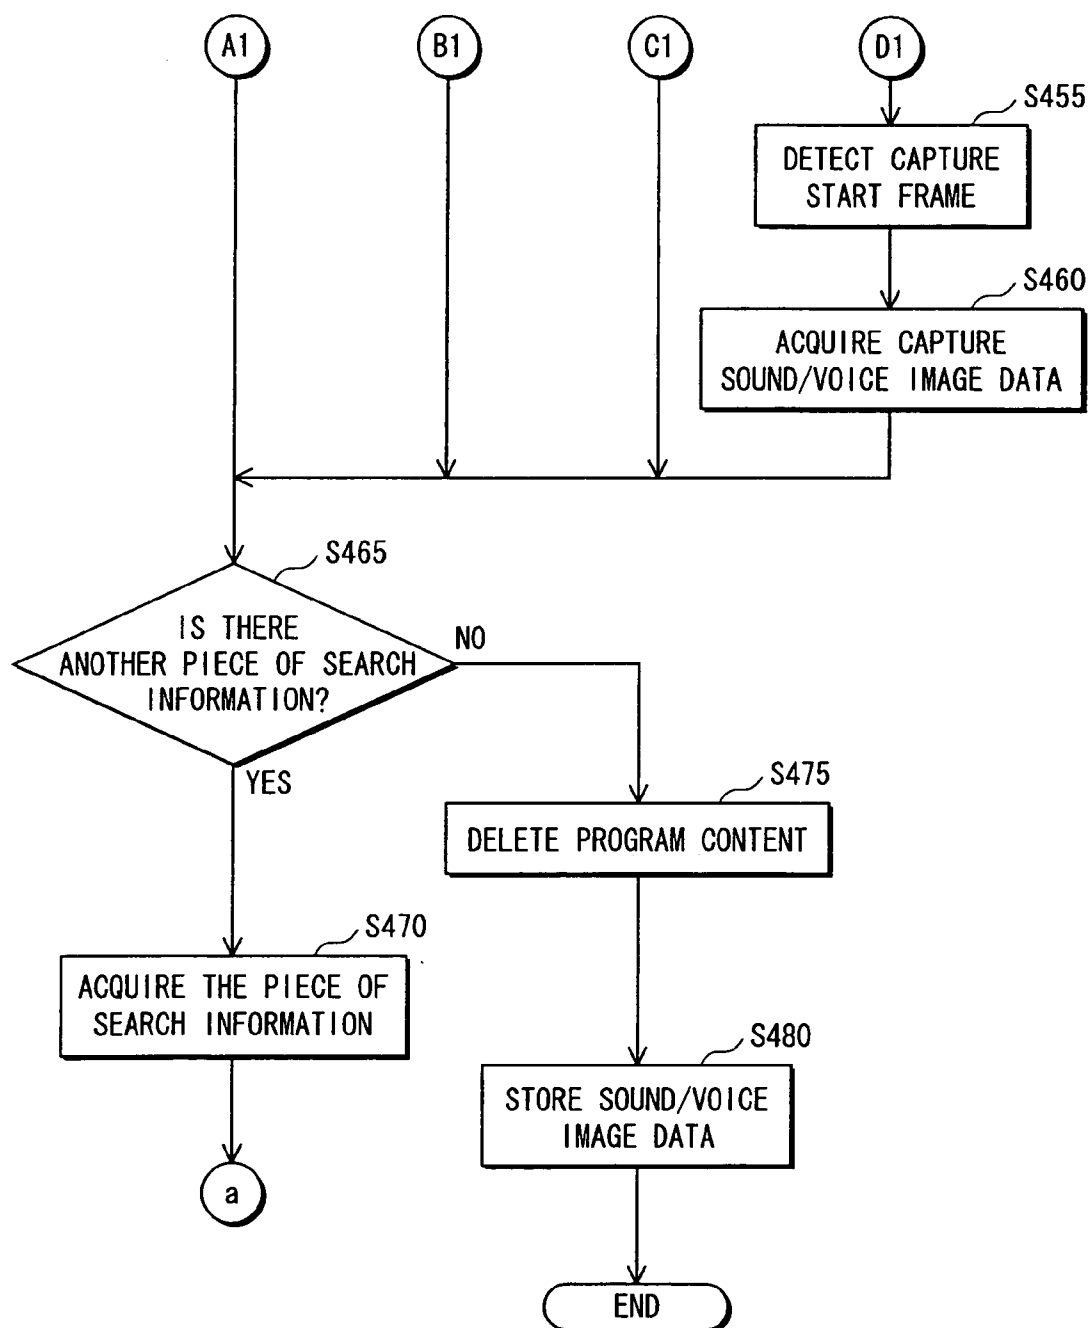 A1
B1
C1
D1
S455
DETECT CAPTURE
START FRAME
S460
ACQUIRE CAPTURE
SOUND/VOICE IMAGE DATA
S465
IS THERE
ANOTHER PIECE OF SEARCH
INFORMATION?
NO
YES
S475
DELETE PROGRAM CONTENT
S470
ACQUIRE THE PIECE OF
SEARCH INFORMATION
S480
STORE SOUND/VOICE
IMAGE DATA
a
END